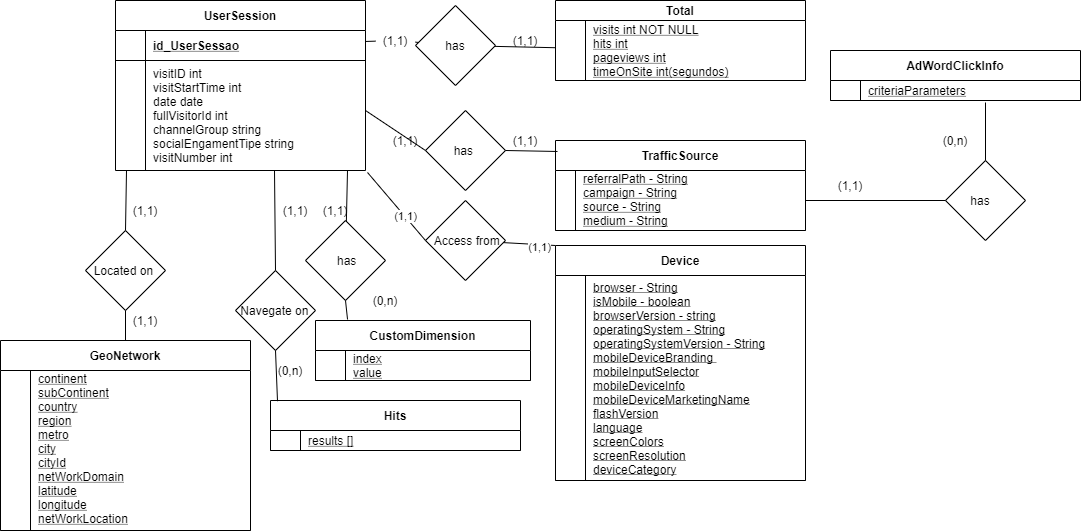 UserSession
id_UserSessao
visitID int
visitStartTime int
date date
fullVisitorId int
channelGroup string
socialEngamentTipe string
visitNumber int
(1,1)
has
(1,1)
Total
visits int NOT NULL
hits int
pageviews int
timeOnSite int(segundos)
AdWordClickInfo
criteriaParameters
(1,1)
has
(1,1)
TrafficSource
referralPath - String
campaign - String
source - String
medium - String
(1,1)
has
(0,n)
(1,1)
Access from
(1,1)
Device
browser - String
isMobile - boolean
browserVersion - string
operatingSystem - String
operatingSystemVersion - String
mobileDeviceBranding
mobileInputSelector
mobileDeviceInfo
mobileDeviceMarketingName
flashVersion
language
screenColors
screenResolution
deviceCategory
(1,1)
Located on
(1,1)
GeoNetwork
continent
subContinent
country
region
metro
city
cityId
netWorkDomain
latitude
longitude
netWorkLocation
(1,1)
Navegate on
(0,n)
Hits
results []
(1,1)
has
(0,n)
CustomDimension
index
value